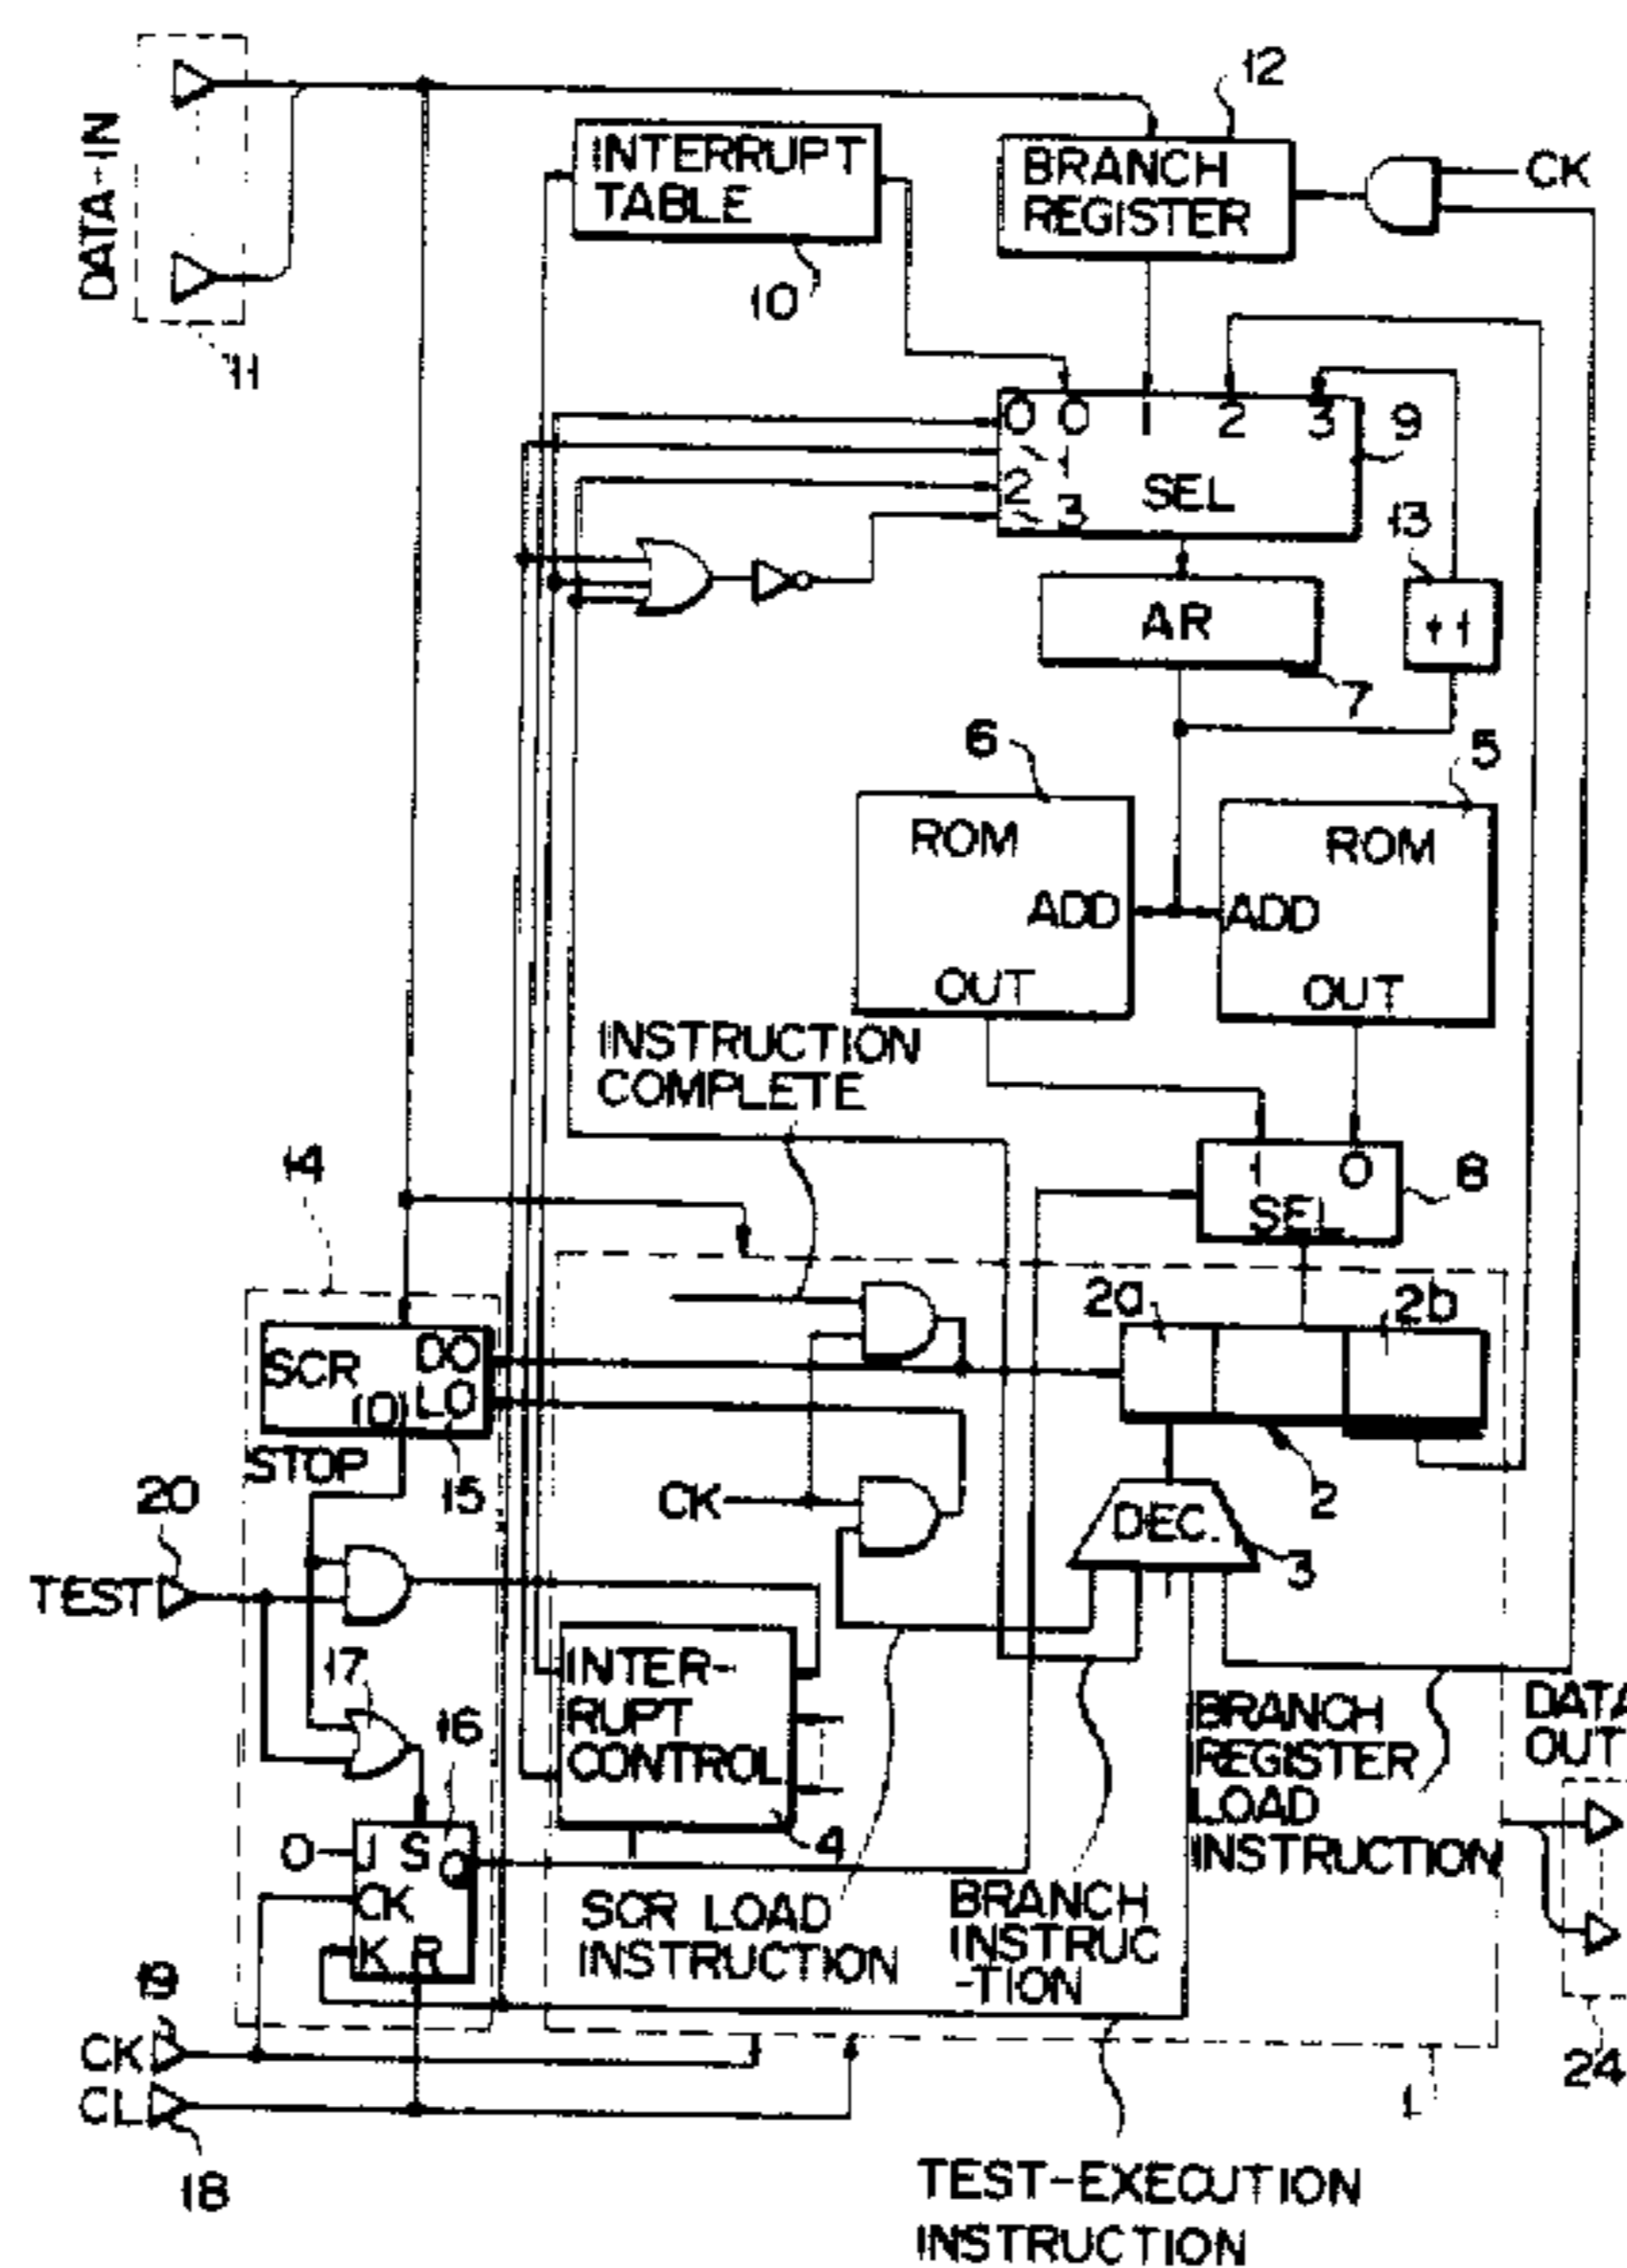 DATA-IN
11
INTERRUPT
TABLE
10
12
BRANCH
REGISTER
CK
0 0 1 2 3
1
2
3
SEL
9
13
+1
AR
7
6
ROM
ADD
OUT
5
ROM
ADD
OUT
INSTRUCTION
COMPLETE
1 0
SEL
8
14
SCR
DO
(0) LO
STOP
15
2a
2b
2
CK
DEC.
3
20
TEST
17
16
INTER-
RUPT
CONTROL
4
0
J S Q
CK
K R
19
CK
CL
18
SCR LOAD
INSTRUCTION
BRANCH
INSTRUC
-TION
BRANCH
REGISTER
LOAD
INSTRUCTION
DATA
OUT
24
1
TEST-EXECUTION
INSTRUCTION